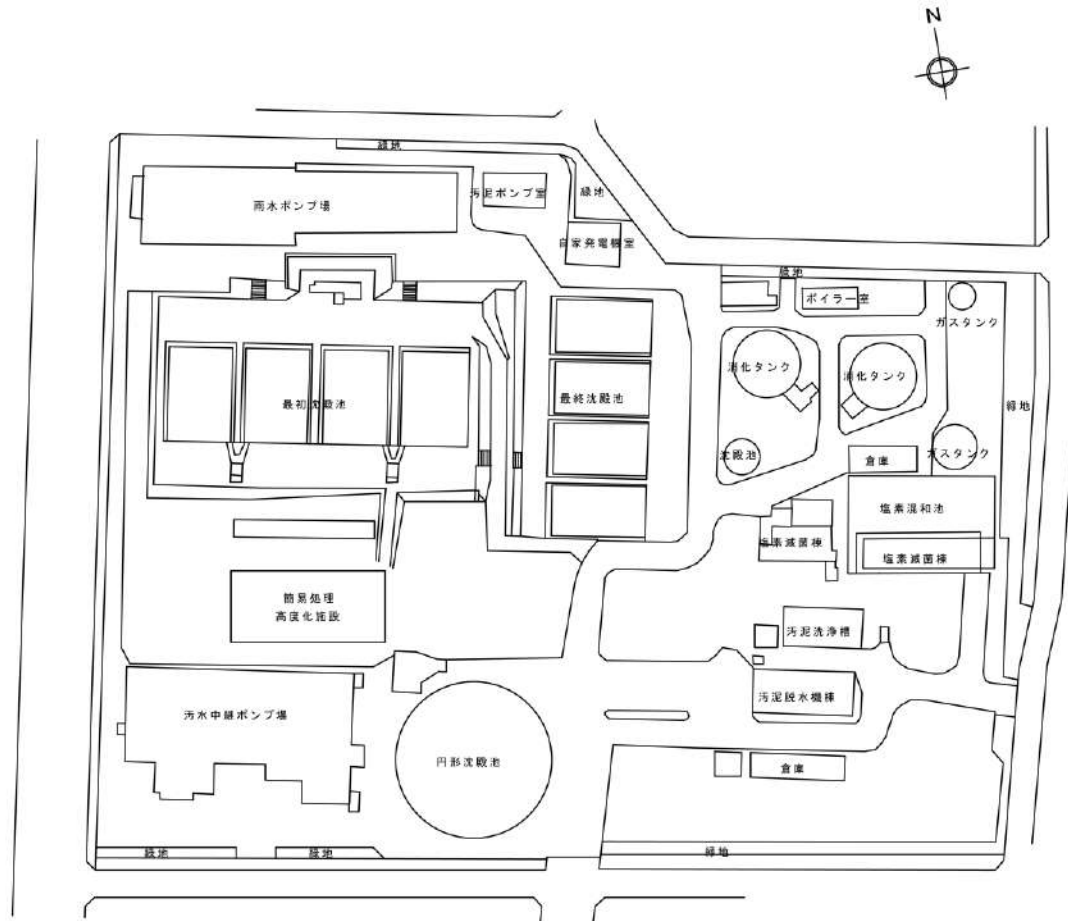 N
緑地
汚泥ポンプ室
緑地
雨水ポンプ場
自家発電機室
緑地
ボイラー室
ガスタンク
消化タンク
消化タンク
最終沈殿池
最初沈殿池
緑地
沈殿池
倉庫
ガスタンク
塩素混和池
塩素滅菌棟
塩素滅菌棟
簡易処理
高度化施設
汚泥洗浄槽
汚泥脱水機棟
汚水中継ポンプ場
円形沈殿池
倉庫
緑地
緑地
緑地